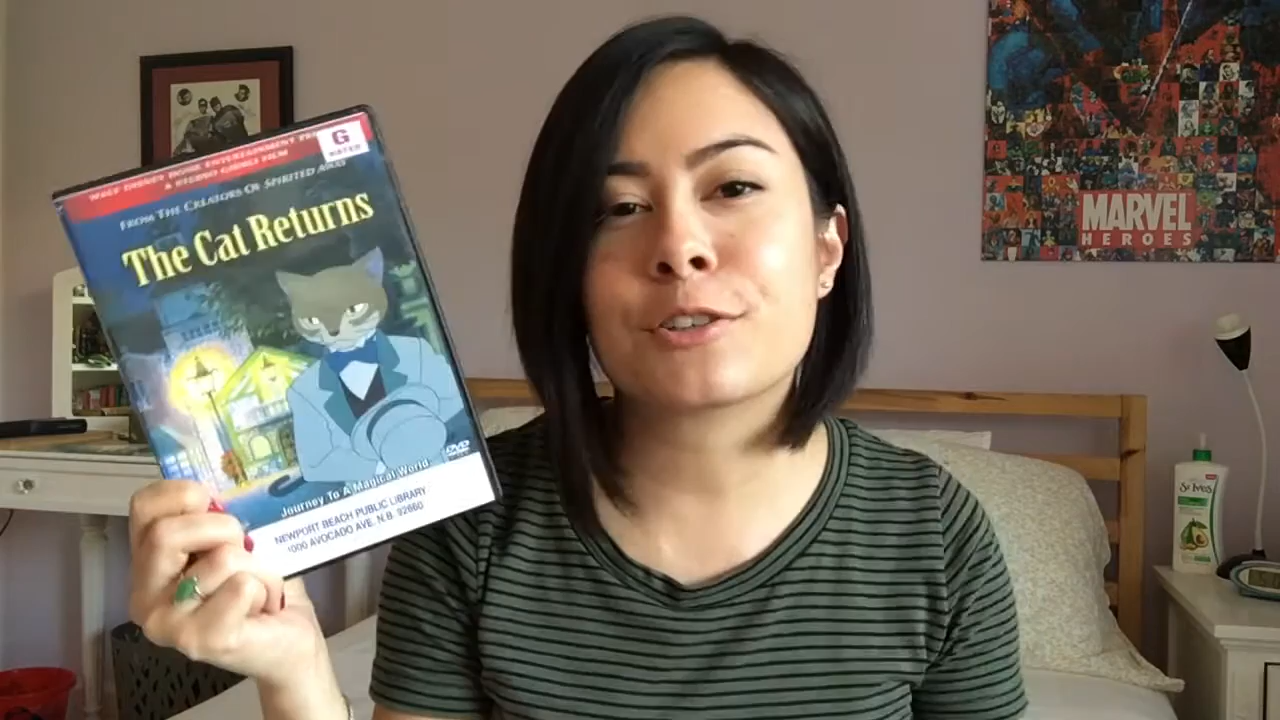 WALT DISNEY HOME ENTERTAINMENT
A STUDIO GHIBLI FILM
G
RATED
FROM THE CREATORS OF SPIRITED AWAY
The Cat Returns
DVD
Journey To A Magical World
NEWPORT BEACH PUBLIC LIBRARY
1000 AVOCADO AVE. N.B. 92660
MARVEL
HEROES
St. Ives